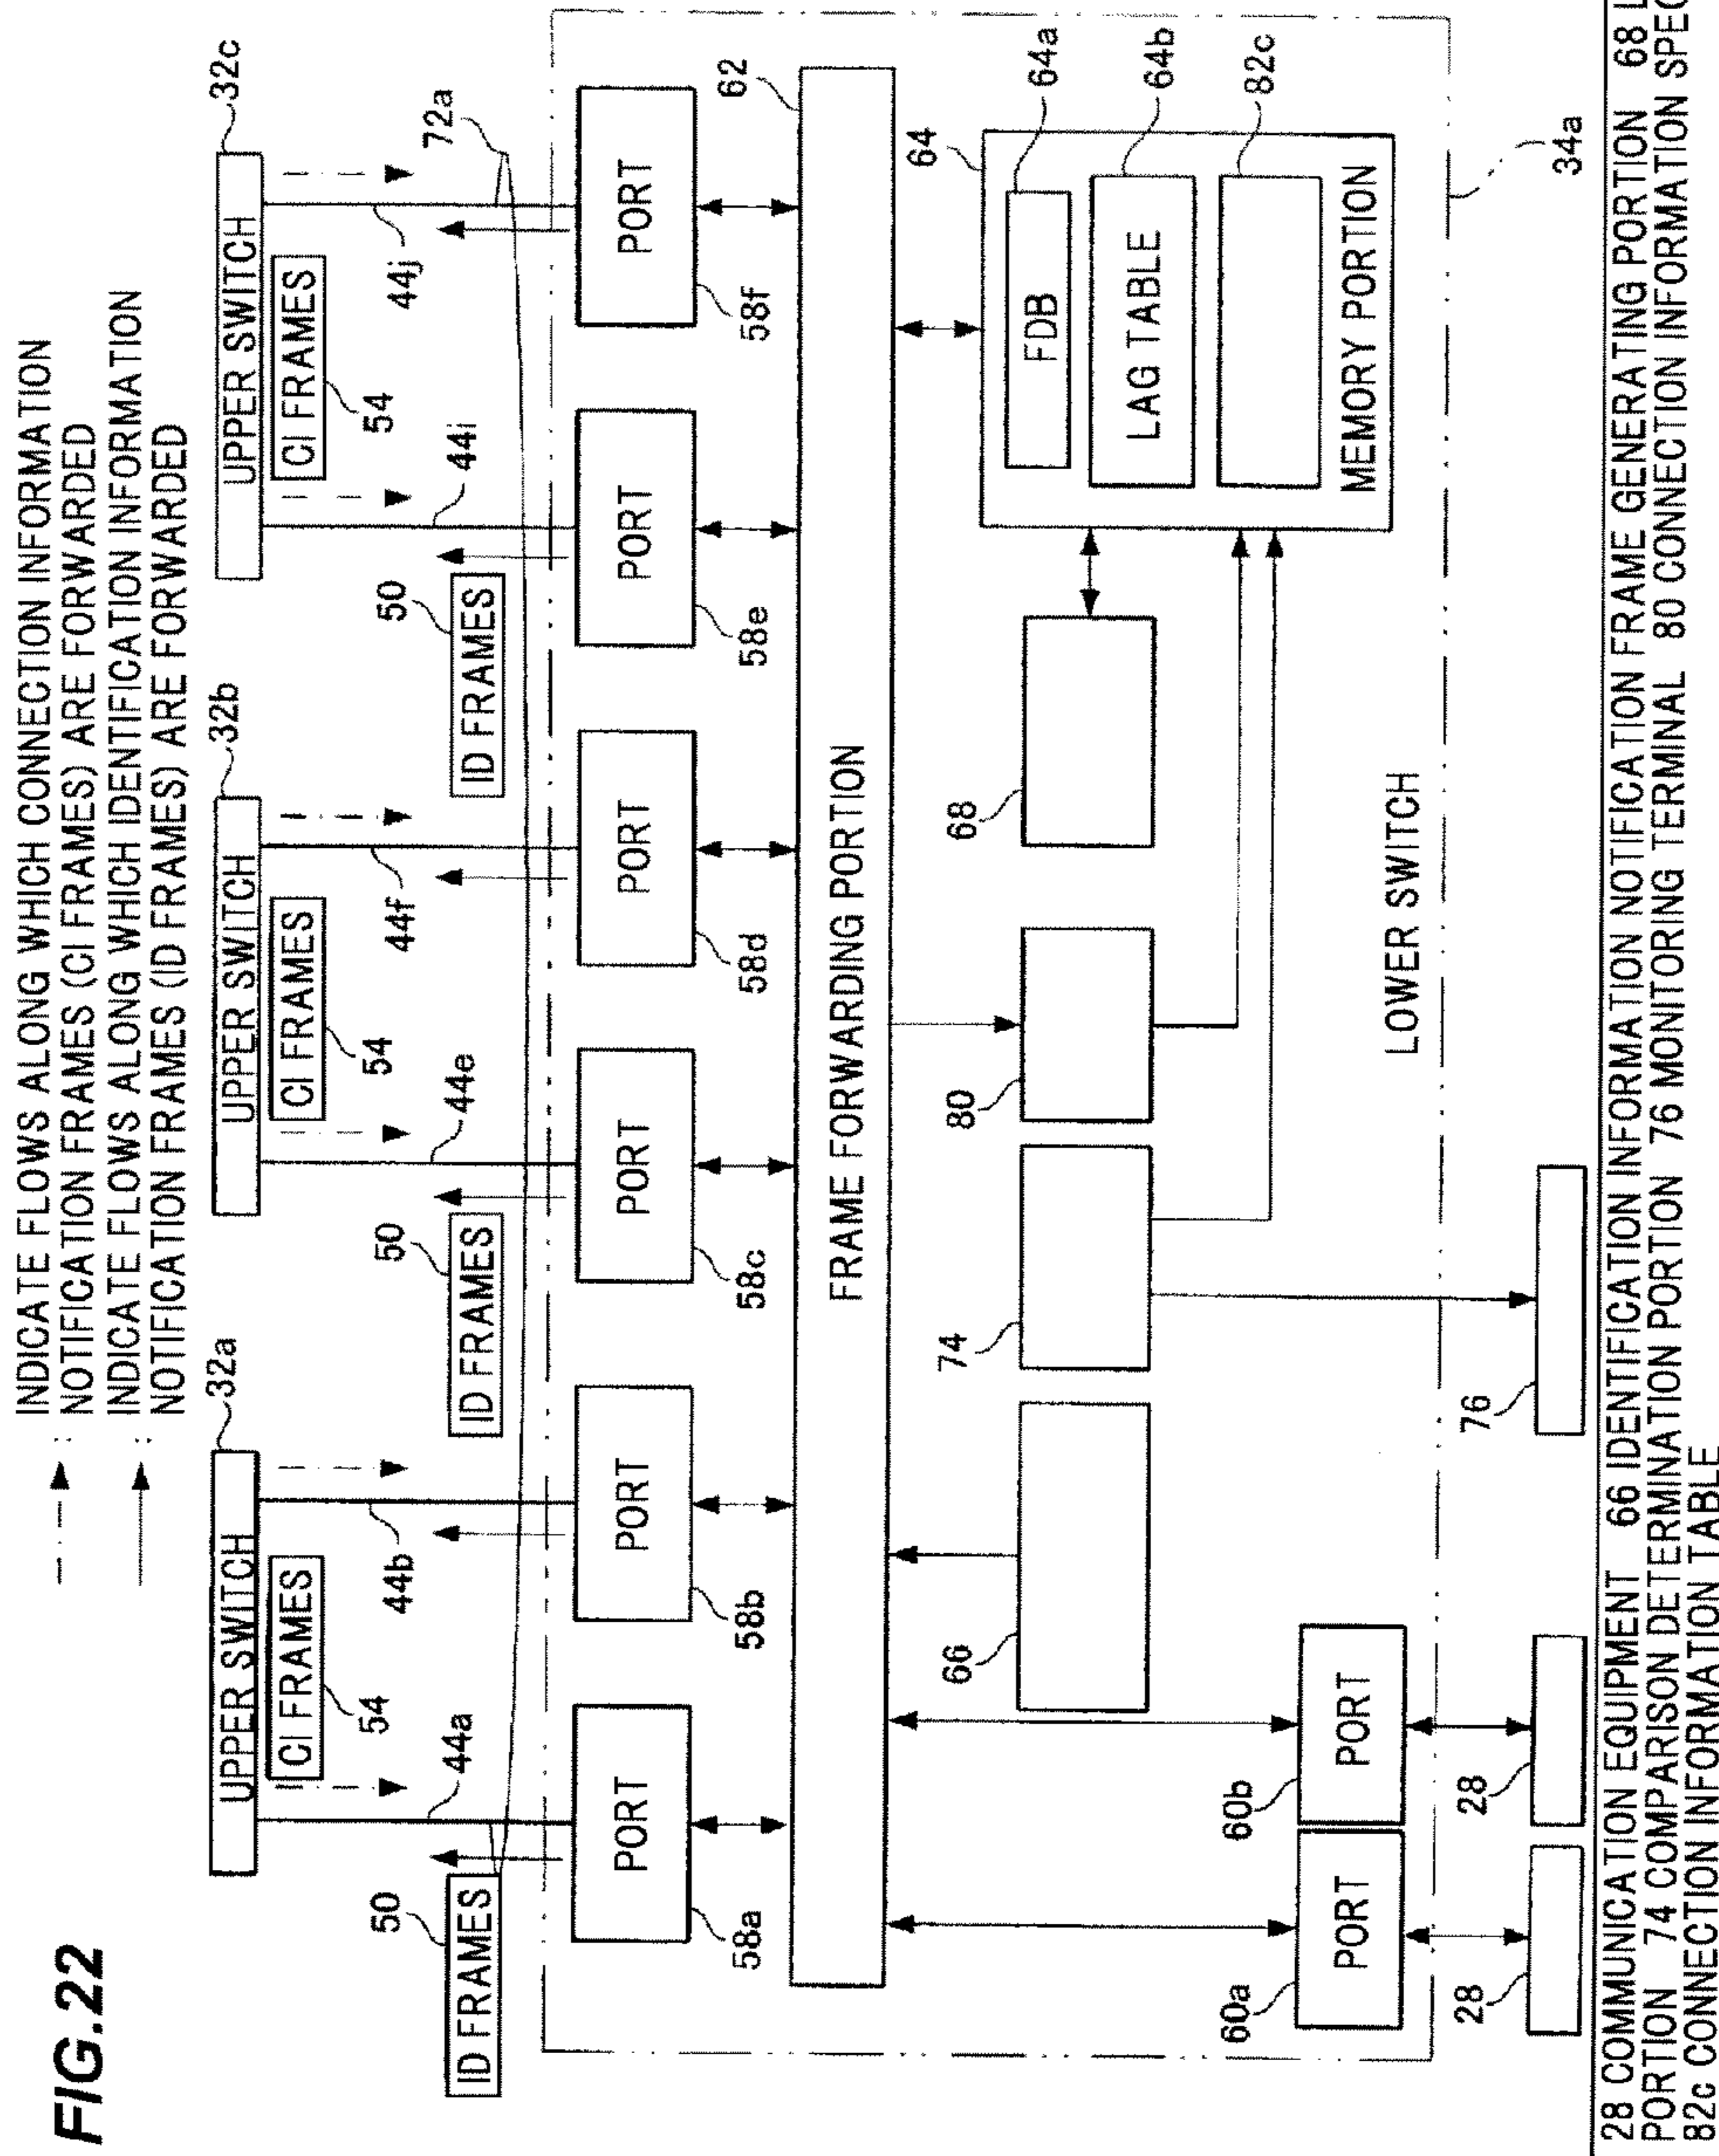 FIG.22
INDICATE FLOWS ALONG WHICH CONNECTION INFORMATION
NOTIFICATION FRAMES (CI FRAMES) ARE FORWARDED
INDICATE FLOWS ALONG WHICH IDENTIFICATION INFORMATION
NOTIFICATION FRAMES (ID FRAMES) ARE FORWARDED
32a
32b
32c
UPPER SWITCH
UPPER SWITCH
UPPER SWITCH
CI FRAMES
CI FRAMES
CI FRAMES
54
54
54
44a
44b
44e
44f
44i
44j
72a
50
50
50
ID FRAMES
ID FRAMES
ID FRAMES
PORT
PORT
PORT
PORT
PORT
PORT
58a
58b
58c
58d
58e
58f
62
FRAME FORWARDING PORTION
66
74
80
68
64
64a
64b
82c
FDB
LAG TABLE
MEMORY PORTION
60a
60b
PORT
PORT
LOWER SWITCH
34a
28
28
76
28 COMMUNICATION EQUIPMENT 66 IDENTIFICATION INFORMATION NOTIFICATION FRAME GENERATING PORTION 68
PORTION 74 COMPARISON DETERMINATION PORTION 76 MONITORING TERMINAL 80 CONNECTION INFORMATION
82c CONNECTION INFORMATION TABLE